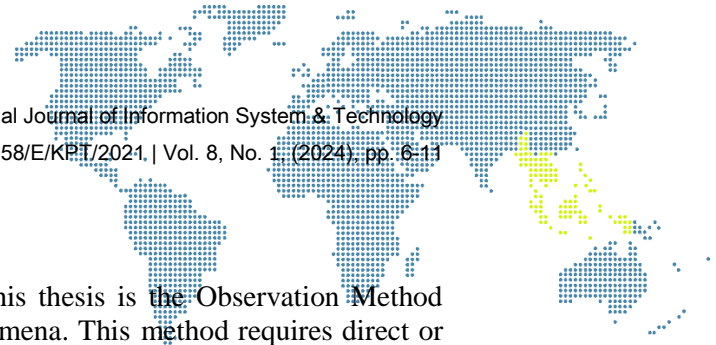 al Journal of Information System & Technology
58/E/KPT/2021 | Vol. 8, No. 1, (2024), pp. 6-11
his thesis is the Observation Method
mena. This method requires direct or